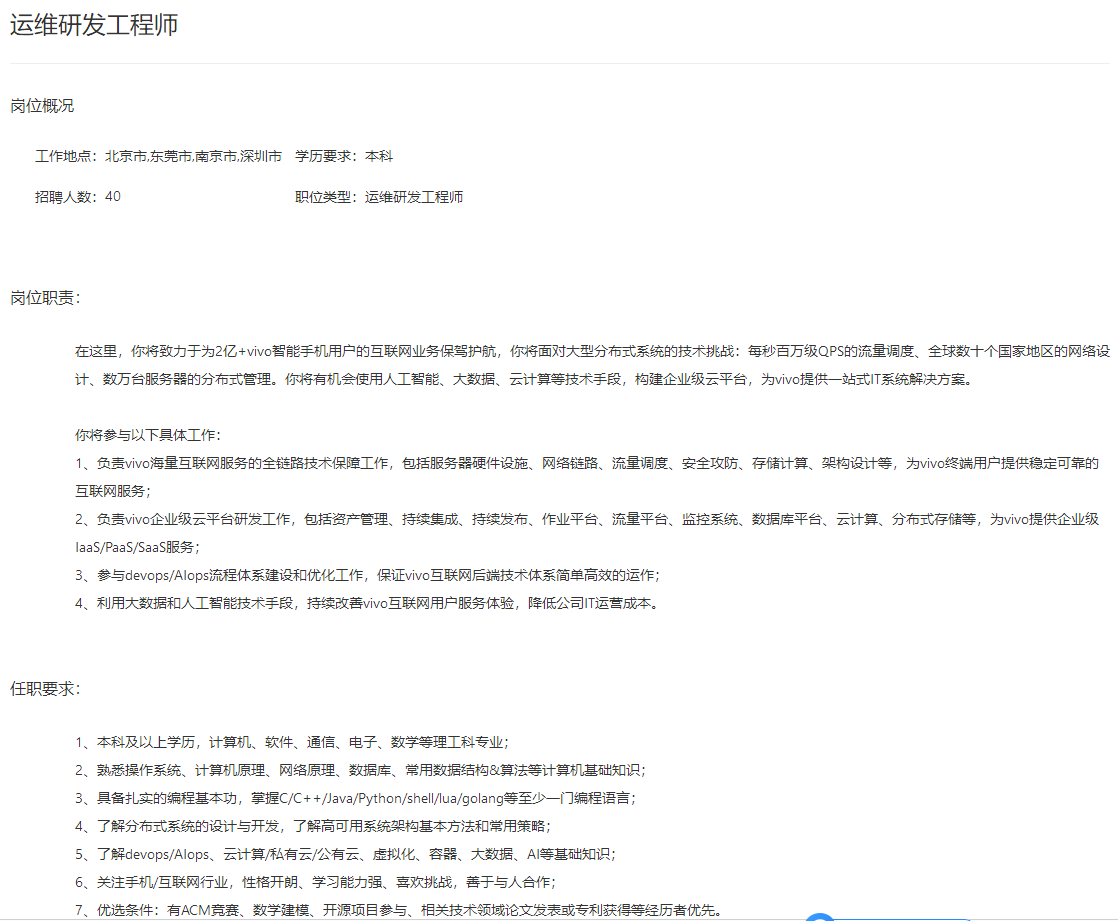 运维研发工程师
岗位概况
工作地点：北京市,东莞市,南京市,深圳市 学历要求：本科
招聘人数：40 职位类型：运维研发工程师
岗位职责：
在这里，你将致力于为2亿+vivo智能手机用户的互联网业务保驾护航，你将面对大型分布式系统的技术挑战：每秒百万级QPS的流量调度、全球数十个国家地区的网络设
计、数万台服务器的分布式管理。你将有机会使用人工智能、大数据、云计算等技术手段，构建企业级云平台，为vivo提供一站式IT系统解决方案。
你将参与以下具体工作：
1、负责vivo海量互联网服务的全链路技术保障工作，包括服务器硬件设施、网络链路、流量调度、安全攻防、存储计算、架构设计等，为vivo终端用户提供稳定可靠的
互联网服务；
2、负责vivo企业级云平台研发工作，包括资产管理、持续集成、持续发布、作业平台、流量平台、监控系统、数据库平台、云计算、分布式存储等，为vivo提供企业级
IaaS/PaaS/SaaS服务；
3、参与devops/AIops流程体系建设和优化工作，保证vivo互联网后端技术体系简单高效的运作；
4、利用大数据和人工智能技术手段，持续改善vivo互联网用户服务体验，降低公司IT运营成本。
任职要求：
1、本科及以上学历，计算机、软件、通信、电子、数学等理工科专业；
2、熟悉操作系统、计算机原理、网络原理、数据库、常用数据结构&算法等计算机基础知识；
3、具备扎实的编程基本功，掌握C/C++/Java/Python/shell/lua/golang等至少一门编程语言；
4、了解分布式系统的设计与开发，了解高可用系统架构基本方法和常用策略；
5、了解devops/AIops、云计算/私有云/公有云、虚拟化、容器、大数据、AI等基础知识；
6、关注手机/互联网行业，性格开朗、学习能力强、喜欢挑战，善于与人合作；
7、优选条件：有ACM竞赛、数学建模、开源项目参与、相关技术领域论文发表或专利获得等经历者优先。